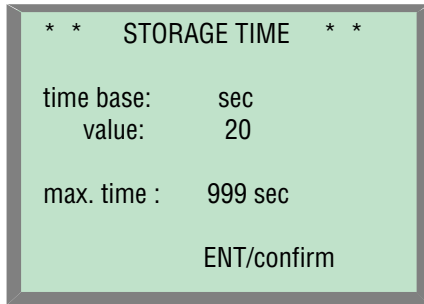 * * STORAGE TIME * *
time base: sec
value: 20
max. time : 999 sec
ENT/confirm